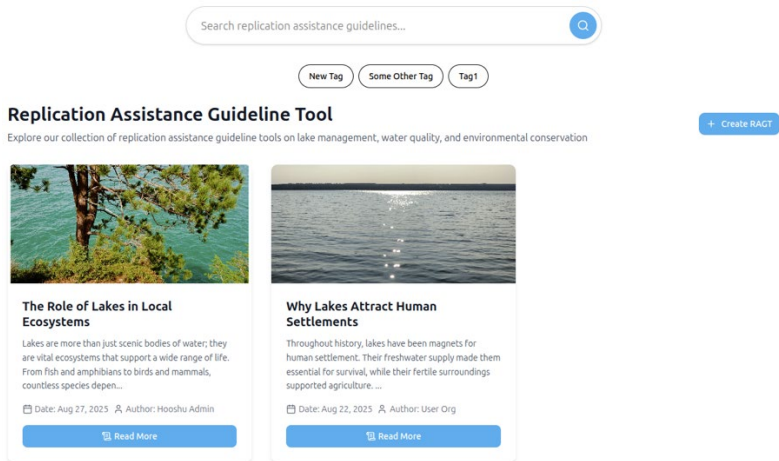 Search replication assistance guidelines...
New Tag
Some Other Tag
Tag1
Replication Assistance Guideline Tool
+ Create RAGT
Explore our collection of replication assistance guideline tools on lake management, water quality, and environmental conservation
The Role of Lakes in Local
Ecosystems
Lakes are more than just scenic bodies of water; they
are vital ecosystems that support a wide range of life.
From fish and amphibians to birds and mammals,
countless species depen...
Date: Aug 27, 2025 Author: Hooshu Admin
Read More
Why Lakes Attract Human
Settlements
Throughout history, lakes have been magnets for
human settlement. Their freshwater supply made them
essential for survival, while their fertile surroundings
supported agriculture. ...
Date: Aug 22, 2025 Author: User Org
Read More